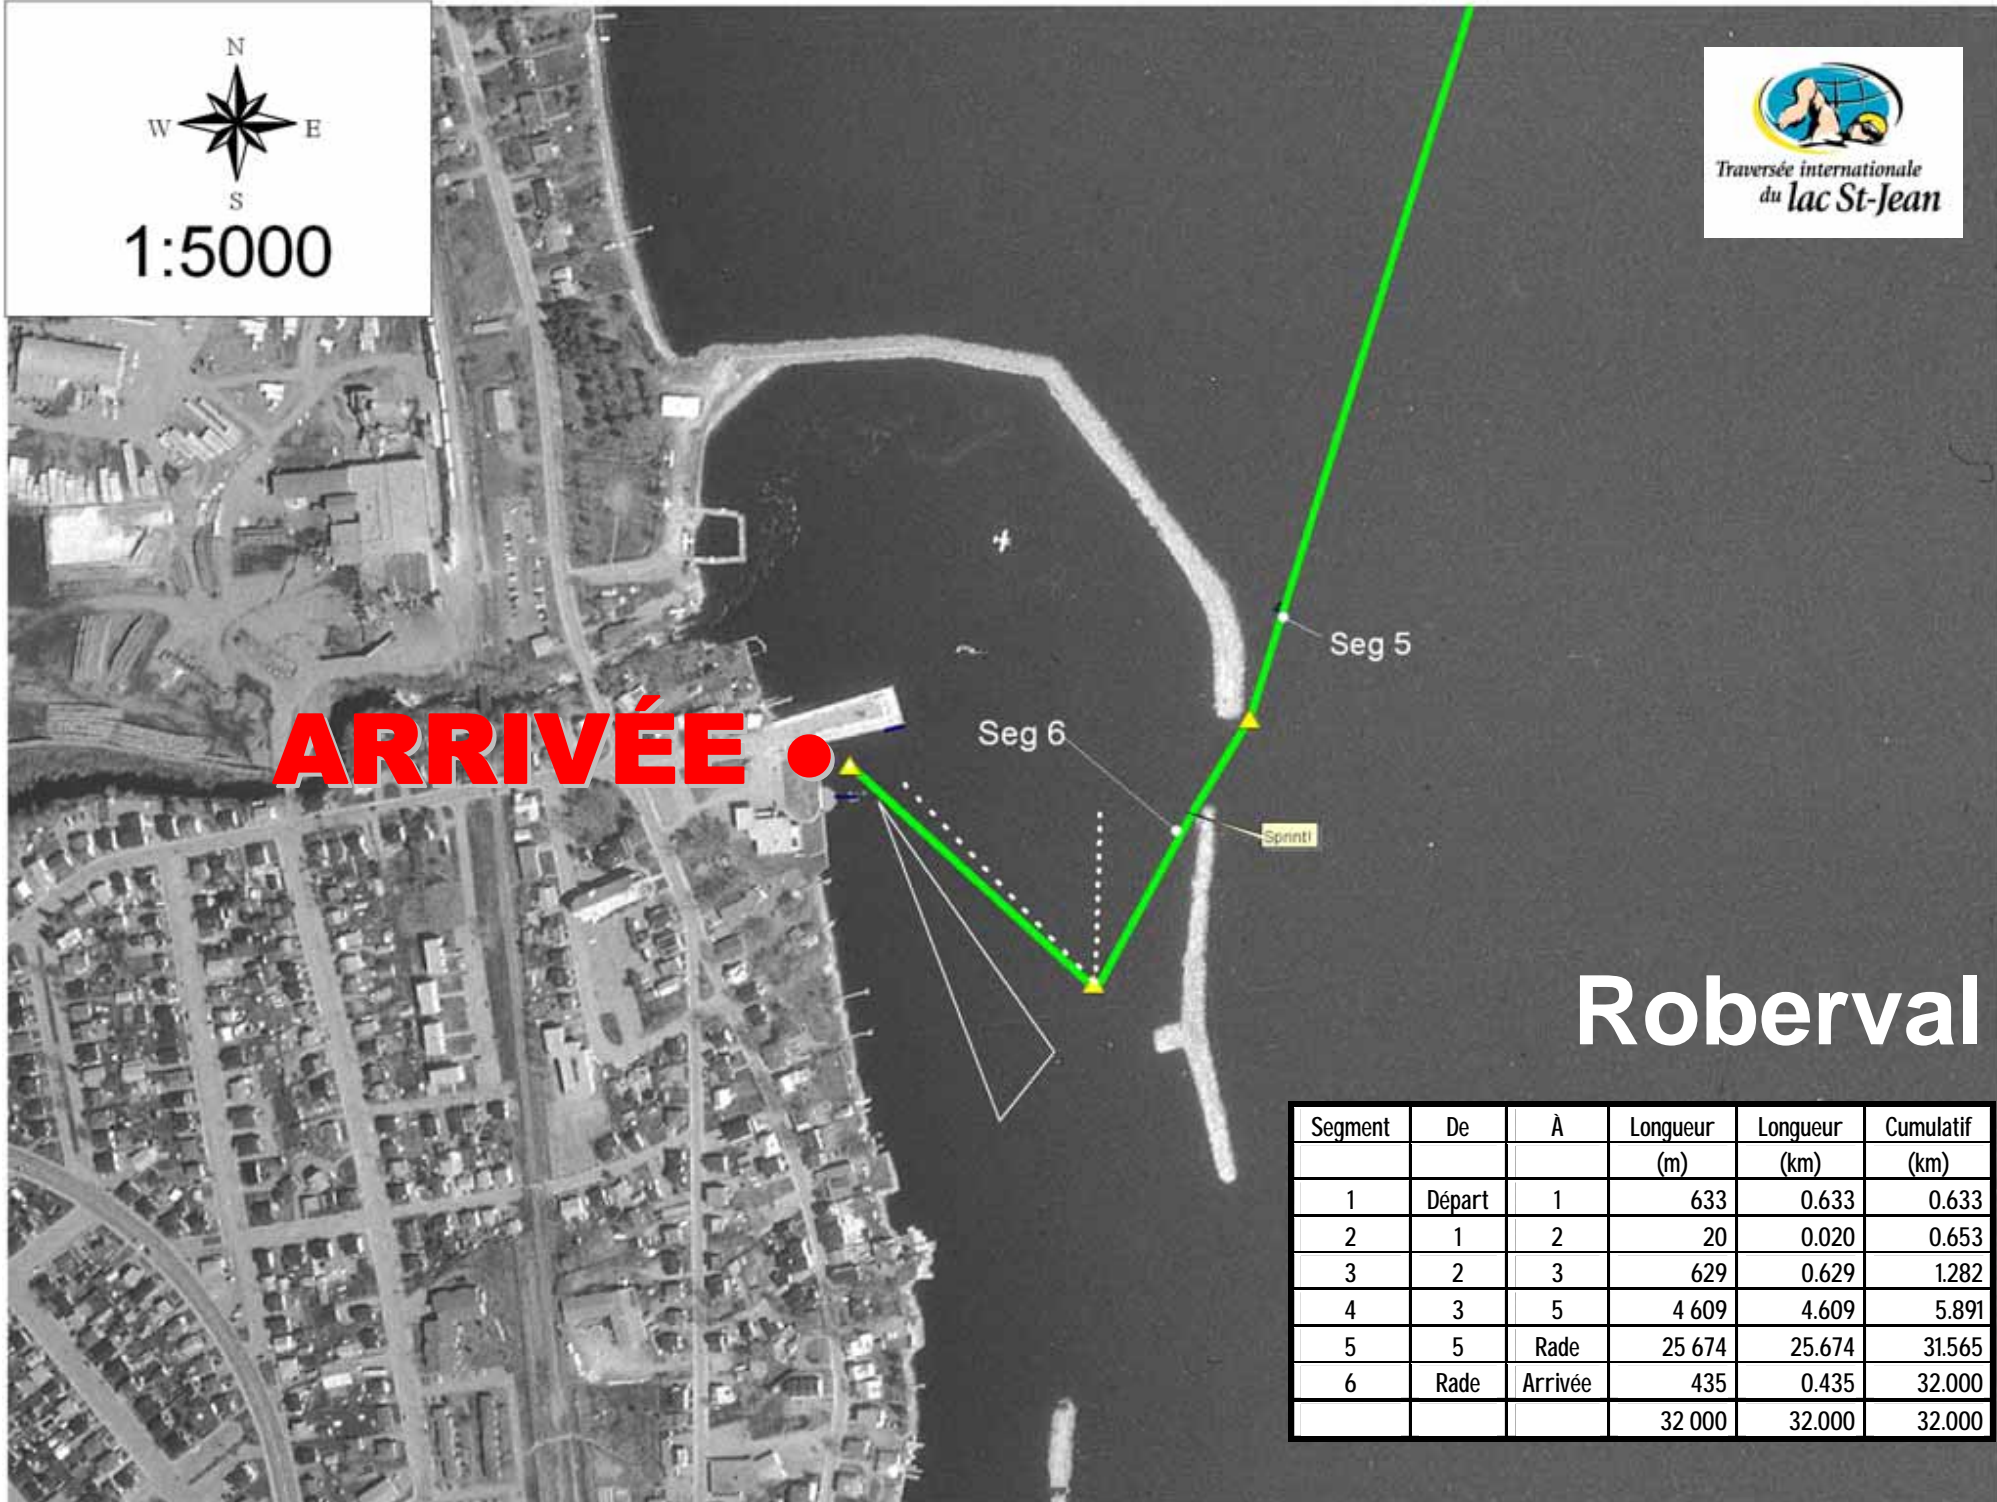 N
W E
S
1:5000
Traversée internationale
du lac St-Jean
Seg 5
Seg 6
ARRIVÉE
Sprint!
Roberval
Segment De À Longueur Longueur Cumulatif
(m) (km) (km)
1 Départ 1 633 0.633 0.633
2 1 2 20 0.020 0.653
3 2 3 629 0.629 1.282
4 3 5 4 609 4.609 5.891
5 5 Rade 25 674 25.674 31.565
6 Rade Arrivée 435 0.435 32.000
32 000 32.000 32.000